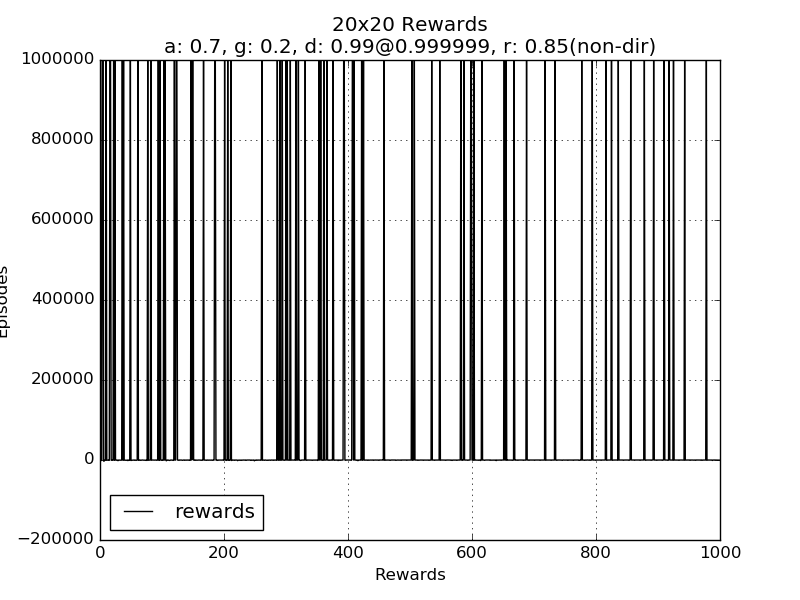 20x20 Rewards
a: 0.7, g: 0.2, d: 0.99@0.999999, r: 0.85(non-dir)
1000000
800000
600000
400000
200000
0
−200000
Episodes
rewards
0 200 400 600 800 1000
Rewards